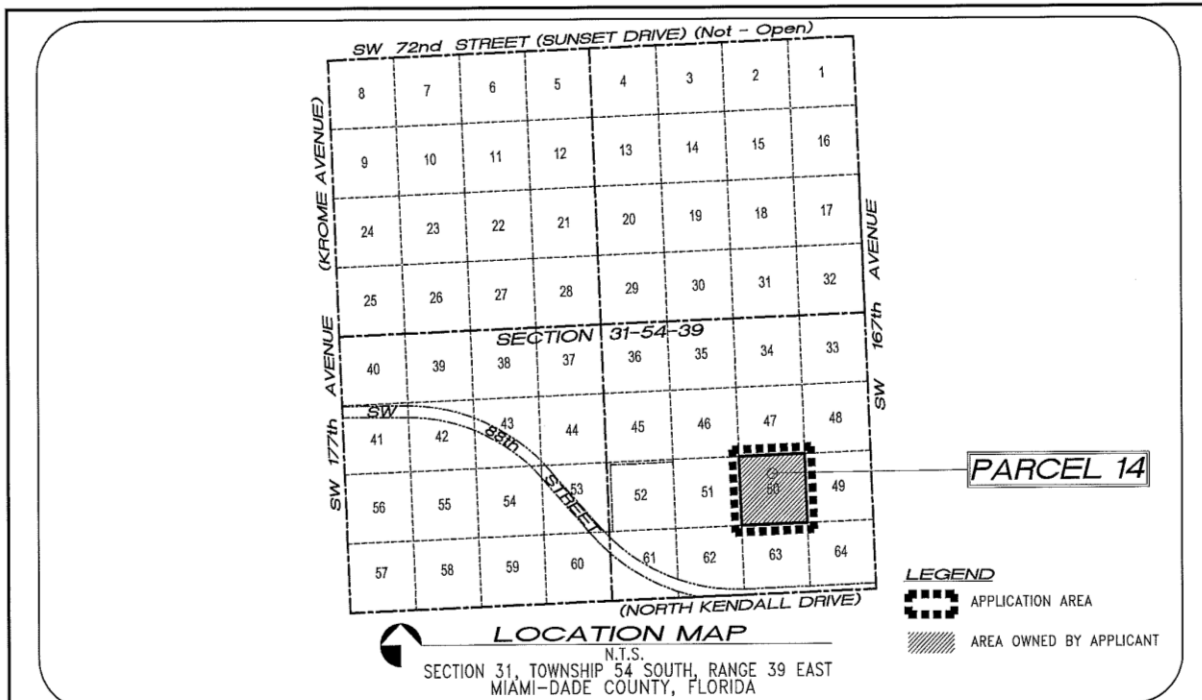 SW 72nd STREET (SUNSET DRIVE) (Not - Open)
8 7 6 5 4 3 2 1
9 10 11 12 13 14 15 16
24 23 22 21 20 19 18 17
25 26 27 28 29 30 31 32
SECTION 31-54-39
40 39 38 37 36 35 34 33
41 42 43 44 45 46 47 48
56 55 54 53 52 51 50 49
57 58 59 60 61 62 63 64
SW 177th AVENUE (KROME AVENUE)
SW 167th AVENUE
SW 88th STREET
(NORTH KENDALL DRIVE)
PARCEL 14
LEGEND
APPLICATION AREA
AREA OWNED BY APPLICANT
LOCATION MAP
N.T.S.
SECTION 31, TOWNSHIP 54 SOUTH, RANGE 39 EAST
MIAMI-DADE COUNTY, FLORIDA